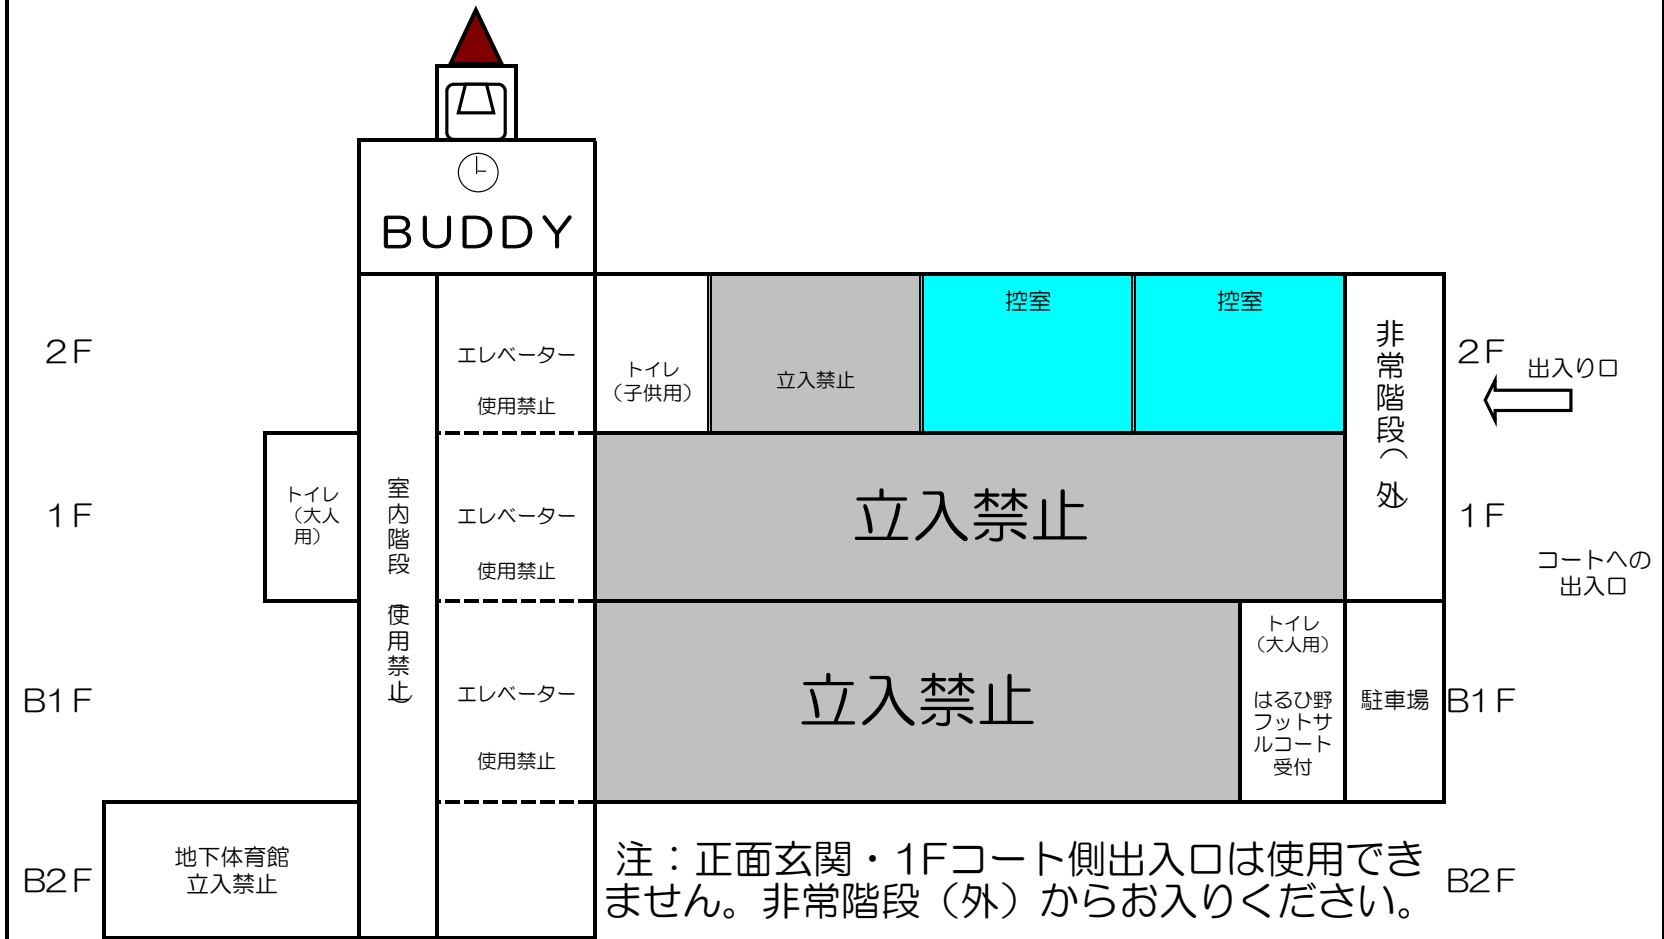 BUDDY
2F
エレベーター
使用禁止
トイレ
（子供用）
立入禁止
控室
控室
非常階段（外）
2F
出入り口
1F
トイレ
（大人
用）
室内階段（使用禁止）
エレベーター
使用禁止
立入禁止
1F
コートへの
出入口
B1F
エレベーター
使用禁止
立入禁止
トイレ
（大人用）
はるひ野
フットサ
ルコート
受付
駐車場
B1F
B2F
地下体育館
立入禁止
注：正面玄関・1Fコート側出入口は使用でき
ません。非常階段（外）からお入りください。
B2F